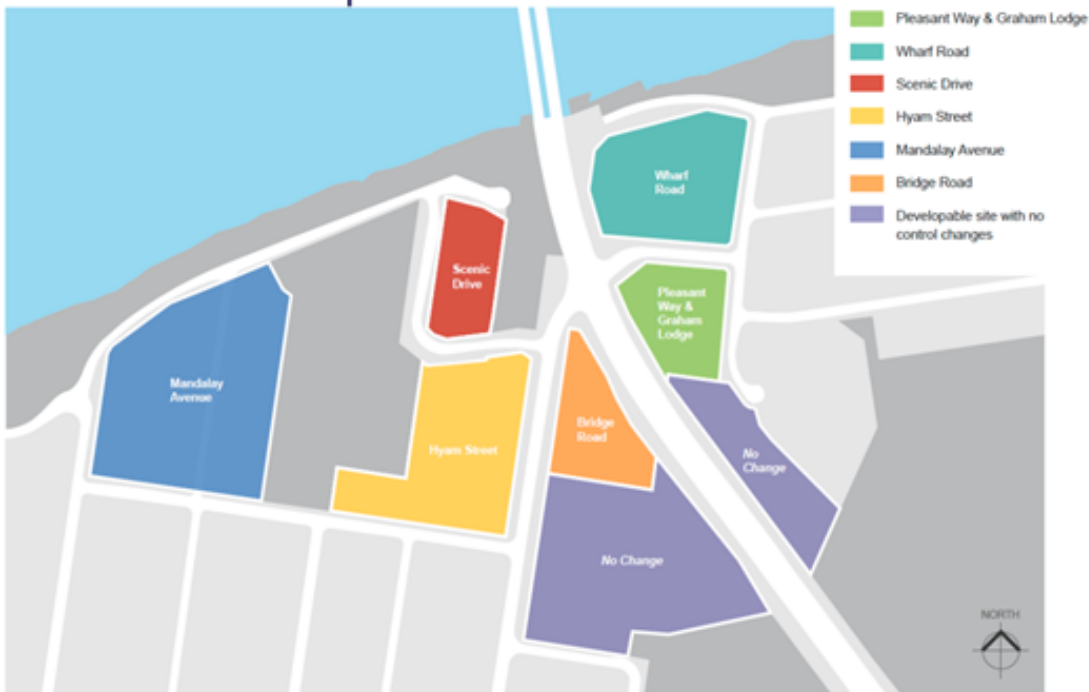 Pleasant Way & Graham Lodge
Wharf Road
Scenic Drive
Hyam Street
Mandalay Avenue
Bridge Road
Developable site with no
control changes
Wharf
Road
Scenic
Drive
Pleasant
Way &
Graham
Lodge
Mandalay
Avenue
Bridge
Road
Hyam Street
No
Change
No Change
NORTH